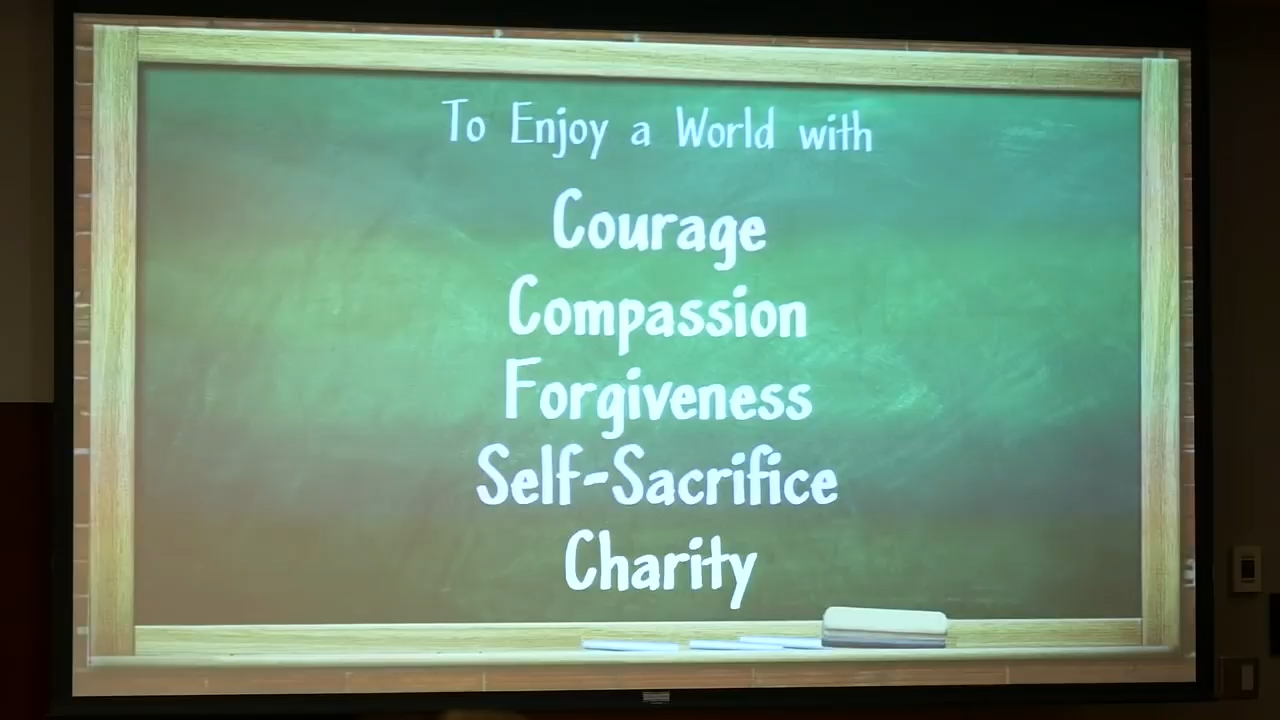 To Enjoy a World with
Courage
Compassion
Forgiveness
Self-Sacrifice
Charity